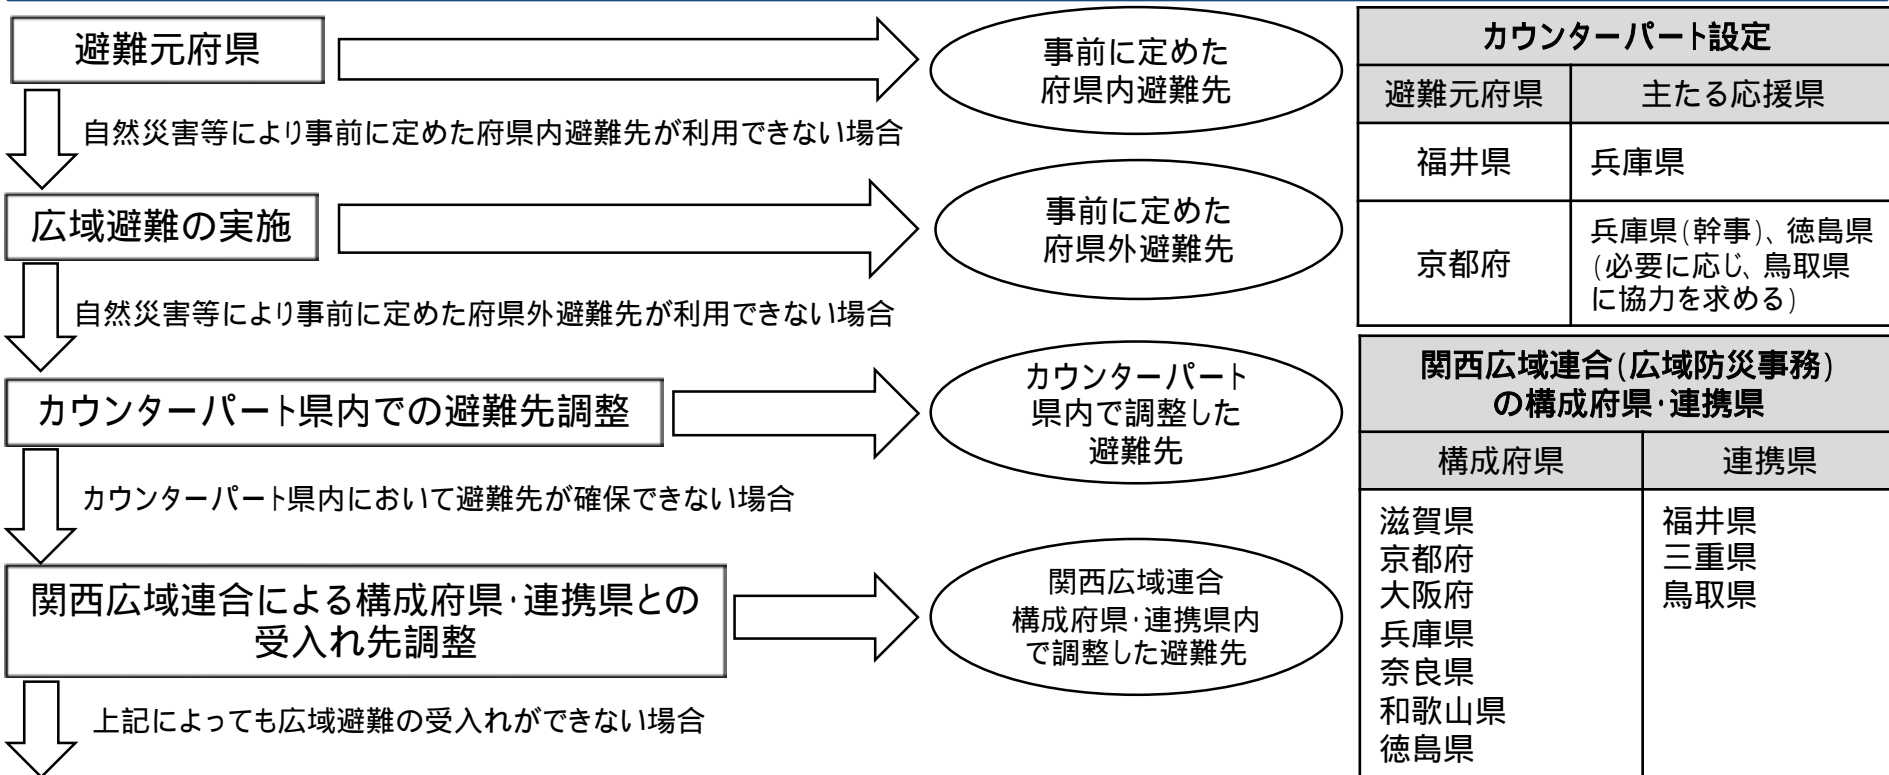 避難元府県
事前に定めた
府県内避難先
自然災害等により事前に定めた府県内避難先が利用できない場合
広域避難の実施
事前に定めた
府県外避難先
自然災害等により事前に定めた府県外避難先が利用できない場合
カウンターパート県内での避難先調整
カウンターパート
県内で調整した
避難先
カウンターパート県内において避難先が確保できない場合
関西広域連合による構成府県・連携県との
受入れ先調整
関西広域連合
構成府県・連携県内
で調整した避難先
上記によっても広域避難の受入れができない場合
カウンターパート設定
避難元府県 主たる応援県
福井県 兵庫県
京都府
兵庫県(幹事)、徳島県
(必要に応じ、鳥取県
に協力を求める)
関西広域連合(広域防災事務)
の構成府県・連携県
構成府県 連携県
滋賀県 福井県
京都府 三重県
大阪府 鳥取県
兵庫県
奈良県
和歌山県
徳島県